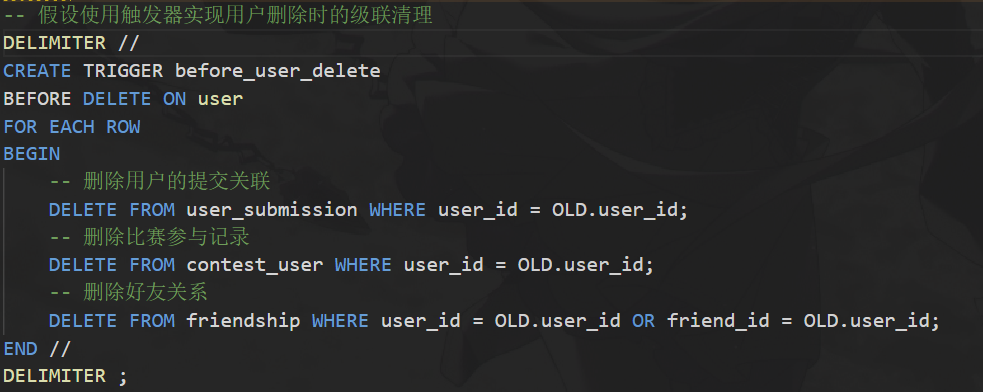 -- 假设使用触发器实现用户删除时的级联清理
DELIMITER //
CREATE TRIGGER before_user_delete
BEFORE DELETE ON user
FOR EACH ROW
BEGIN
    -- 删除用户的提交关联
    DELETE FROM user_submission WHERE user_id = OLD.user_id;
    -- 删除比赛参与记录
    DELETE FROM contest_user WHERE user_id = OLD.user_id;
    -- 删除好友关系
    DELETE FROM friendship WHERE user_id = OLD.user_id OR friend_id = OLD.user_id;
END //
DELIMITER ;